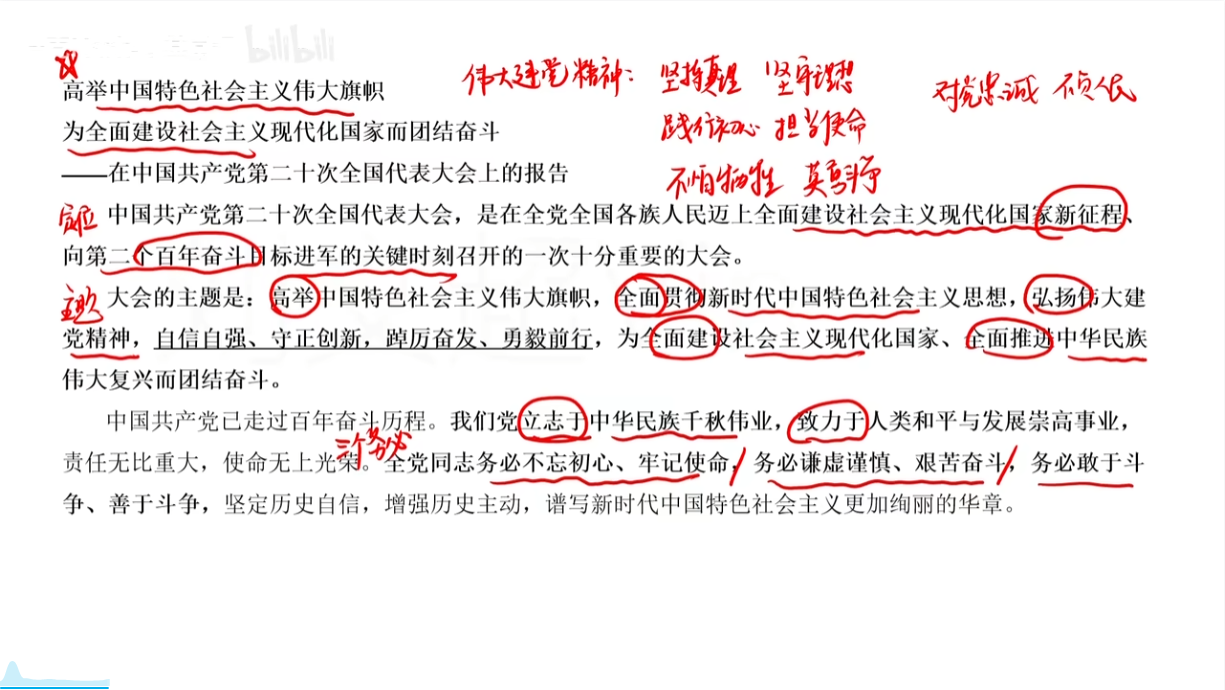 bilibili
高举中国特色社会主义伟大旗帜
伟大建党精神：坚持真理 坚守理想
对党忠诚 不负人民
为全面建设社会主义现代化国家而团结奋斗
践行初心 担当使命
——在中国共产党第二十次全国代表大会上的报告
不怕牺牲 英勇斗争
定位 中国共产党第二十次全国代表大会，是在全党全国各族人民迈上全面建设社会主义现代化国家新征程、
向第二个百年奋斗目标进军的关键时刻召开的一次十分重要的大会。
主题 大会的主题是：高举中国特色社会主义伟大旗帜，全面贯彻新时代中国特色社会主义思想，弘扬伟大建
党精神，自信自强、守正创新，踔厉奋发、勇毅前行，为全面建设社会主义现代化国家、全面推进中华民族
伟大复兴而团结奋斗。
中国共产党已走过百年奋斗历程。我们党立志于中华民族千秋伟业，致力于人类和平与发展崇高事业，
三个务必
责任无比重大，使命无上光荣。全党同志务必不忘初心、牢记使命，务必谦虚谨慎、艰苦奋斗，务必敢于斗
争、善于斗争，坚定历史自信，增强历史主动，谱写新时代中国特色社会主义更加绚丽的华章。